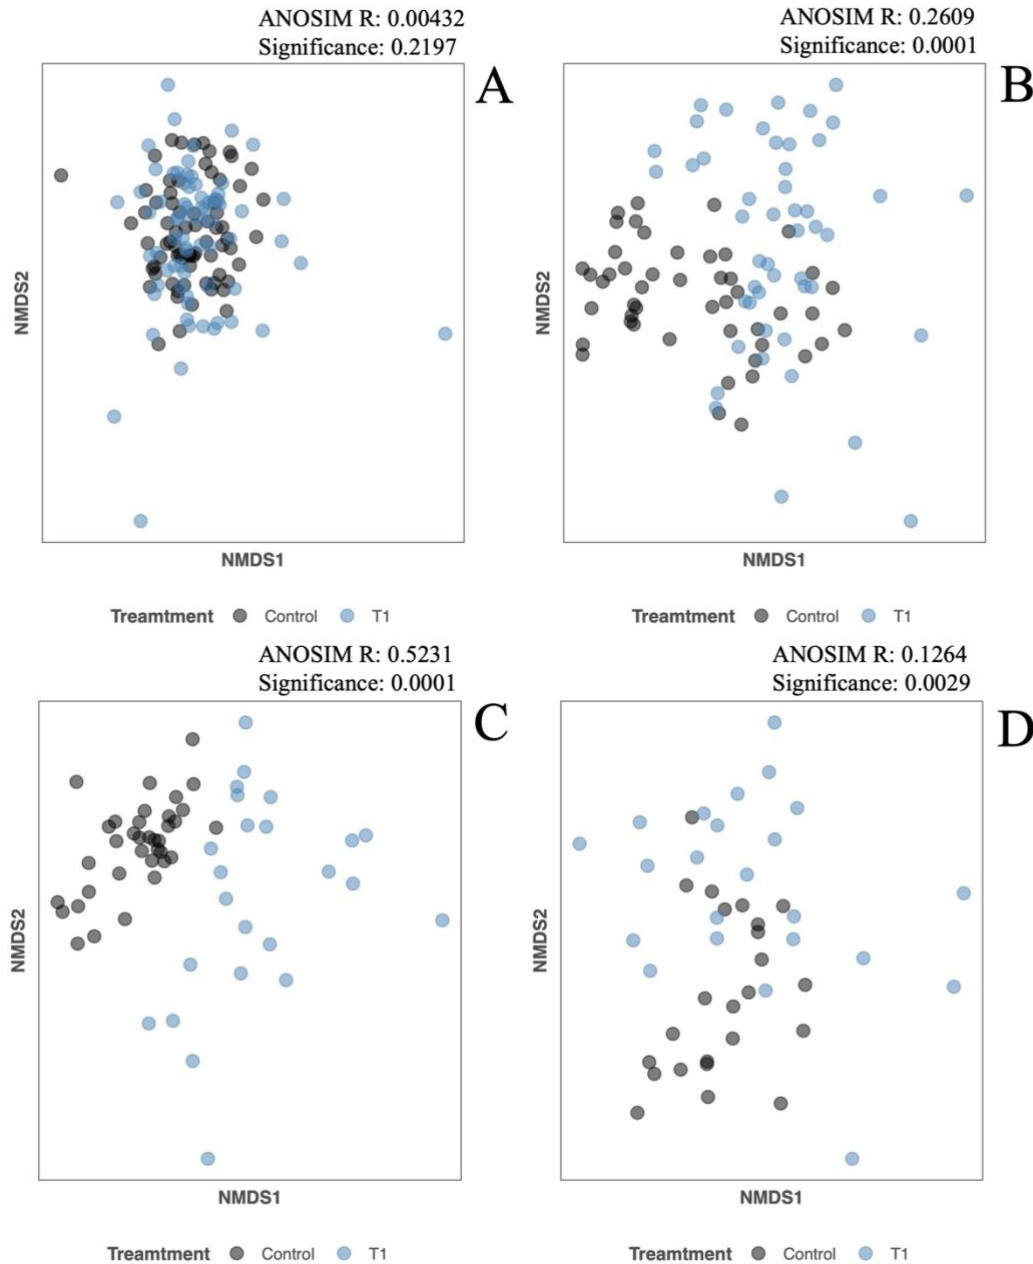 ANOSIM R: 0.00432
Significance: 0.2197
A
NMDS2
NMDS1
Treamtment Control T1
ANOSIM R: 0.2609
Significance: 0.0001
B
NMDS2
NMDS1
Treamtment Control T1
ANOSIM R: 0.5231
Significance: 0.0001
C
NMDS2
NMDS1
Treamtment Control T1
ANOSIM R: 0.1264
Significance: 0.0029
D
NMDS2
NMDS1
Treamtment Control T1